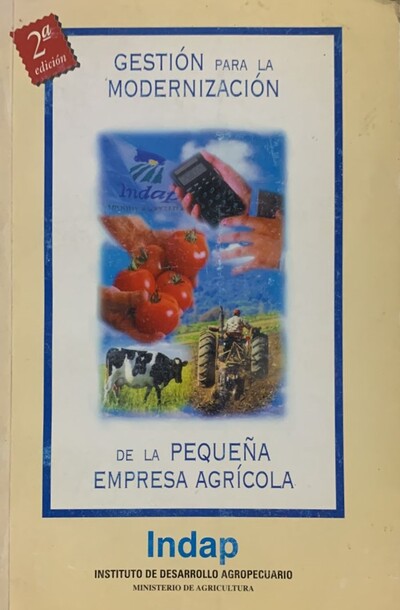 2ª
edición
GESTIÓN PARA LA
MODERNIZACIÓN
Indap
DE LA PEQUEÑA
EMPRESA AGRÍCOLA
Indap
INSTITUTO DE DESARROLLO AGROPECUARIO
MINISTERIO DE AGRICULTURA